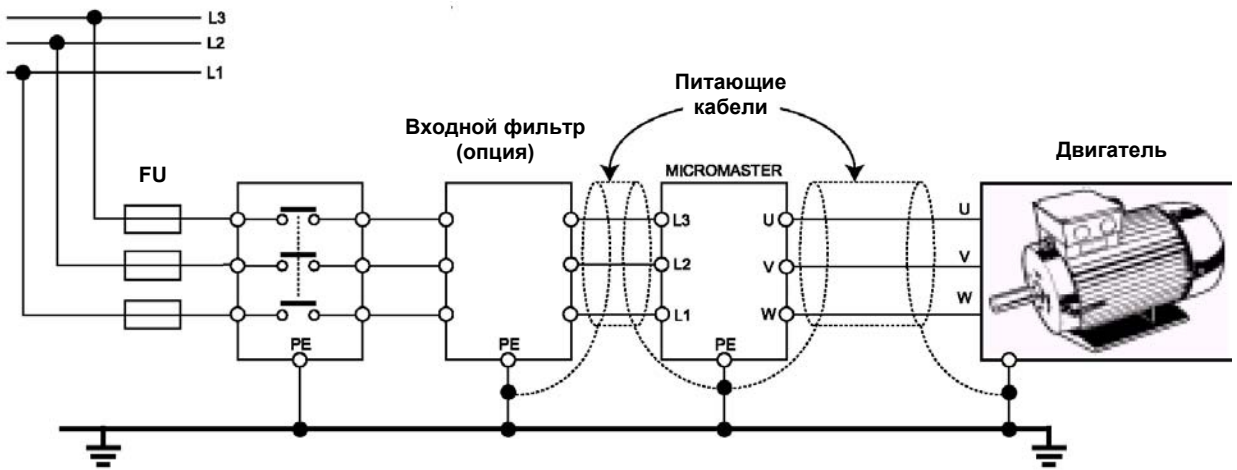 L3
L2
L1
Питающие
кабели
Входной фильтр
(опция)
Двигатель
FU
MICROMASTER
L3
U
U
L2
V
V
L1
W
W
PE
PE
PE